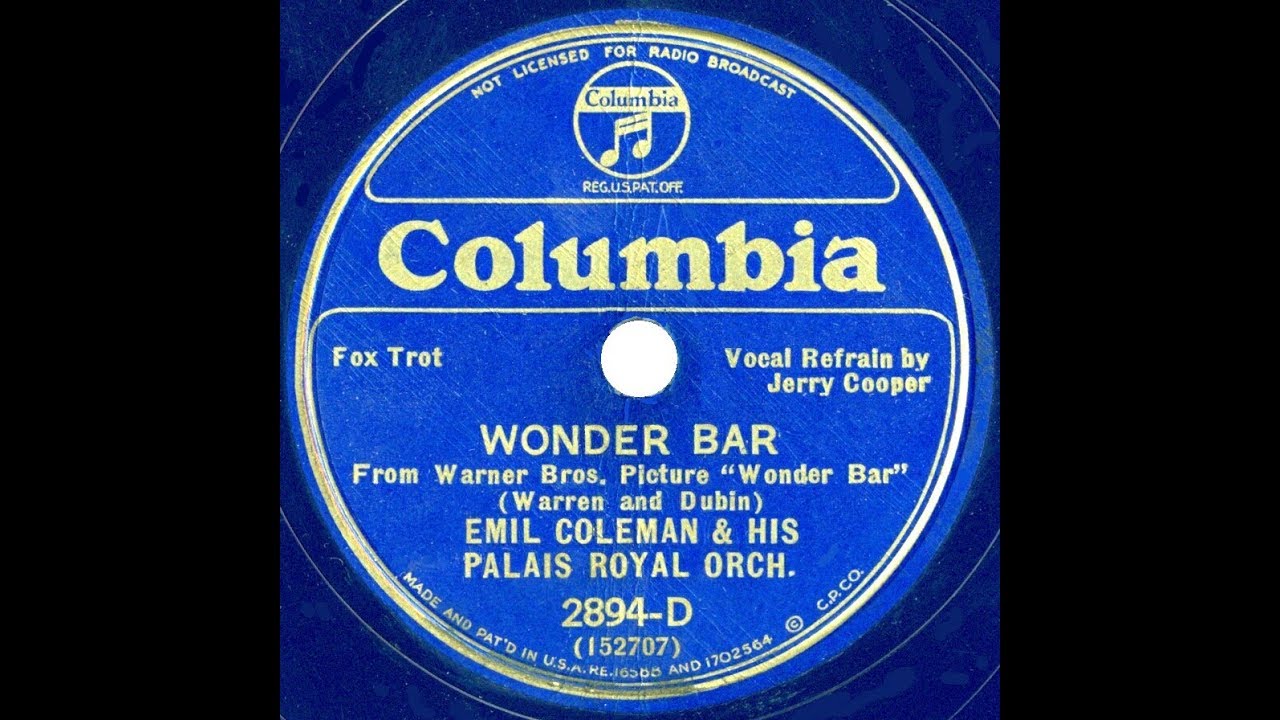 NOT LICENSED FOR RADIO BROADCAST
Columbia
REG.U.S.PAT.OFF.
Columbia
Fox Trot
Vocal Refrain by
Jerry Cooper
WONDER BAR
From Warner Bros. Picture "Wonder Bar"
(Warren and Dubin)
EMIL COLEMAN & HIS
PALAIS ROYAL ORCH.
2894-D
(152707)
MADE AND PAT'D IN U.S.A. RE. AND 1702564 © C.P.CO.